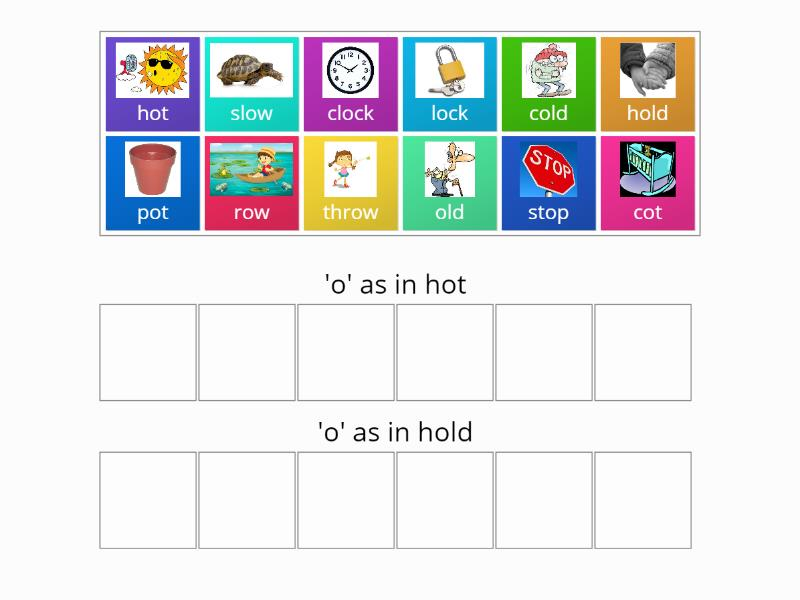 hot
slow
clock
lock
cold
hold
pot
row
throw
STOP
old
stop
cot
'o' as in hot
'o' as in hold